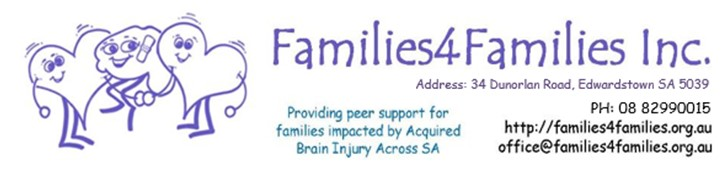 Families4Families Inc.
Address: 34 Dunorlan Road, Edwardstown SA 5039
PH: 08 82990015
http://families4families.org.au
office@families4families.org.au
Providing peer support for
families impacted by Acquired
Brain Injury Across SA